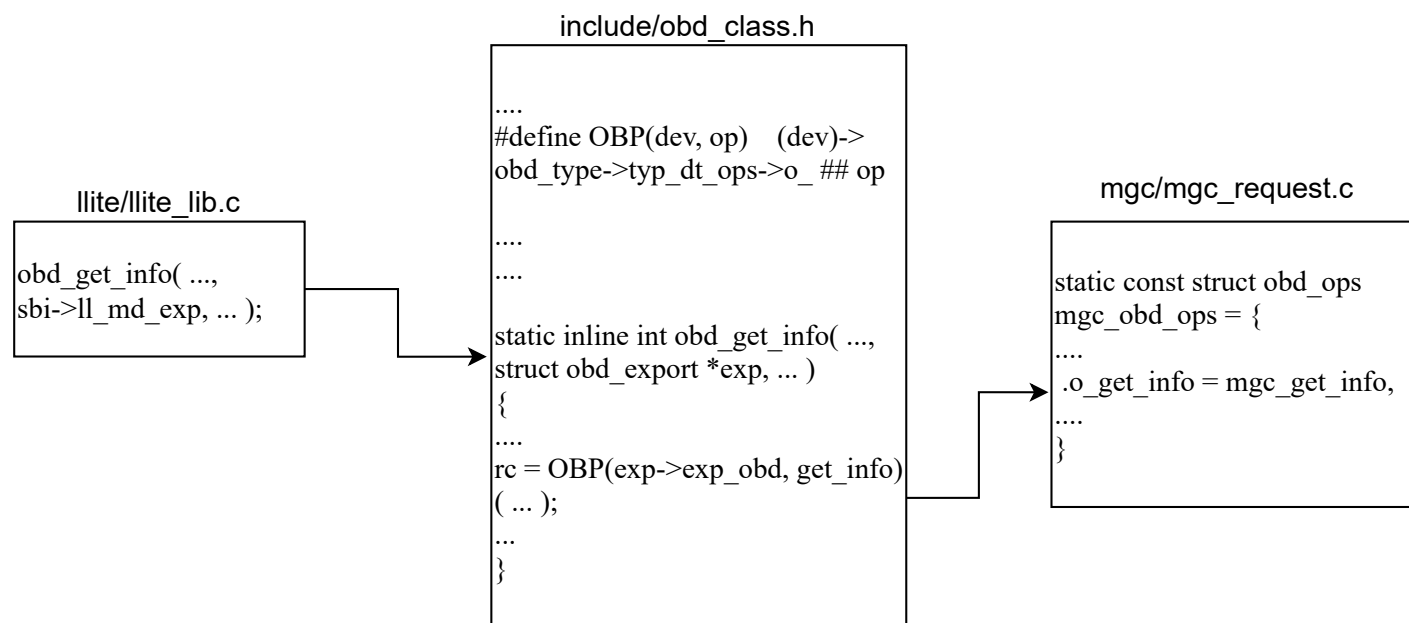 llite/llite_lib.c
obd_get_info( ...,
sbi->ll_md_exp, ... );
include/obd_class.h
....
#define OBP(dev, op)    (dev)->
obd_type->typ_dt_ops->o_ ## op
....
....
static inline int obd_get_info( ...,
struct obd_export *exp, ... )
{
....
rc = OBP(exp->exp_obd, get_info)
( ... );
...
}
mgc/mgc_request.c
static const struct obd_ops
mgc_obd_ops = {
....
.o_get_info = mgc_get_info,
....
}